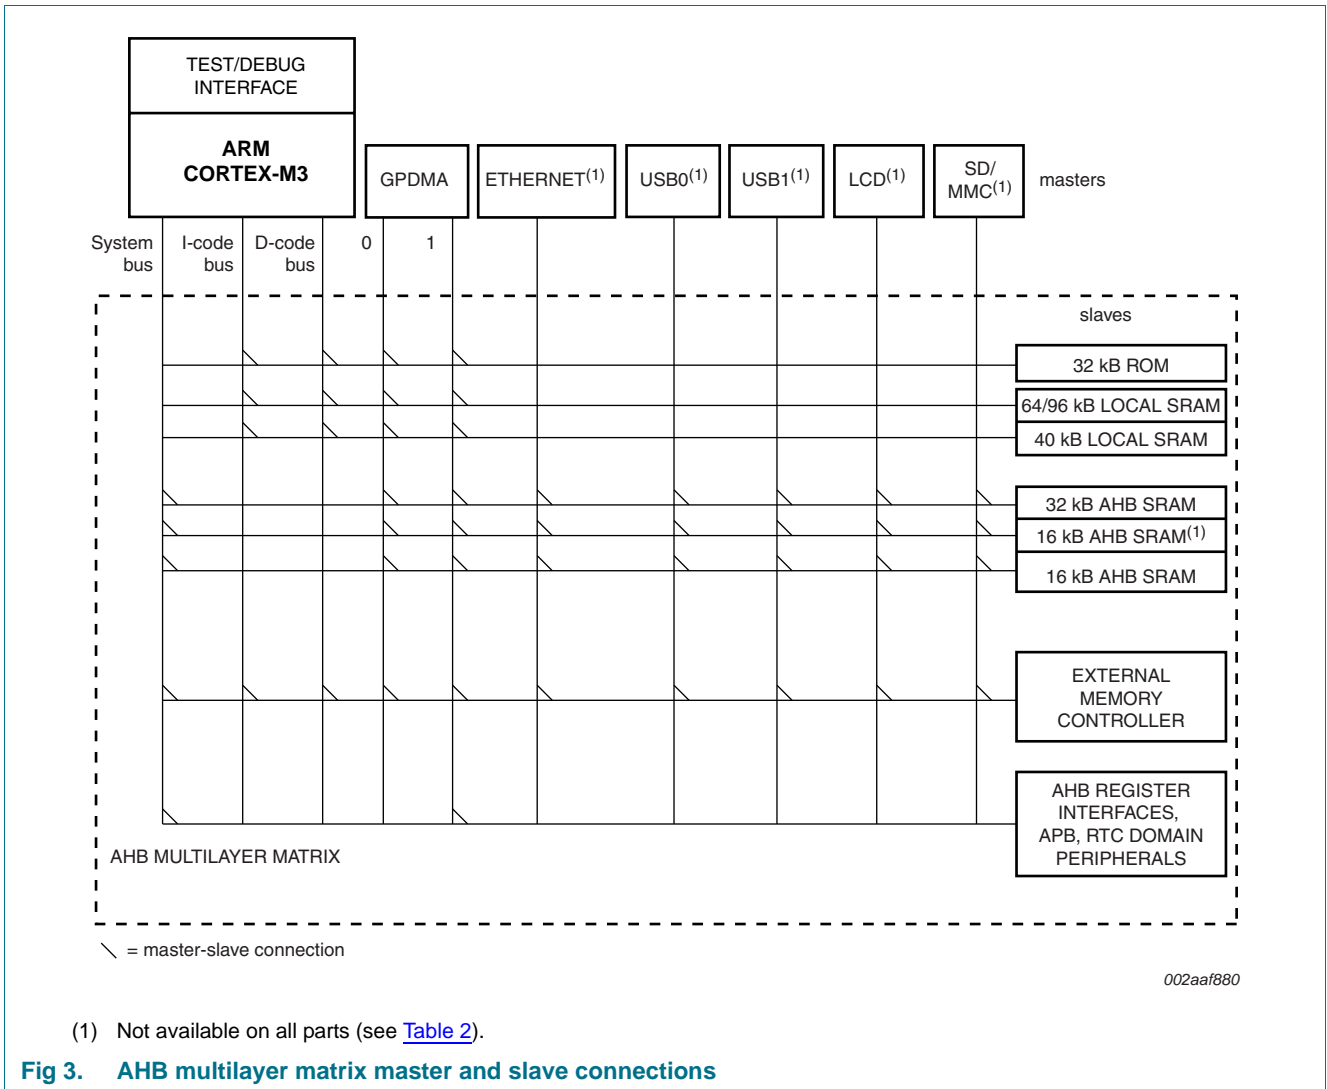 TEST/DEBUG
INTERFACE
ARM
CORTEX-M3
GPDMA
ETHERNET(1)
USB0(1)
USB1(1)
LCD(1)
SD/
MMC(1)
masters
System
bus
I-code
bus
D-code
bus
0
1
slaves
32 kB ROM
64/96 kB LOCAL SRAM
40 kB LOCAL SRAM
32 kB AHB SRAM
16 kB AHB SRAM(1)
16 kB AHB SRAM
EXTERNAL
MEMORY
CONTROLLER
AHB REGISTER
INTERFACES,
APB, RTC DOMAIN
PERIPHERALS
AHB MULTILAYER MATRIX
= master-slave connection
002aaf880
(1) Not available on all parts (see Table 2).
Fig 3. AHB multilayer matrix master and slave connections